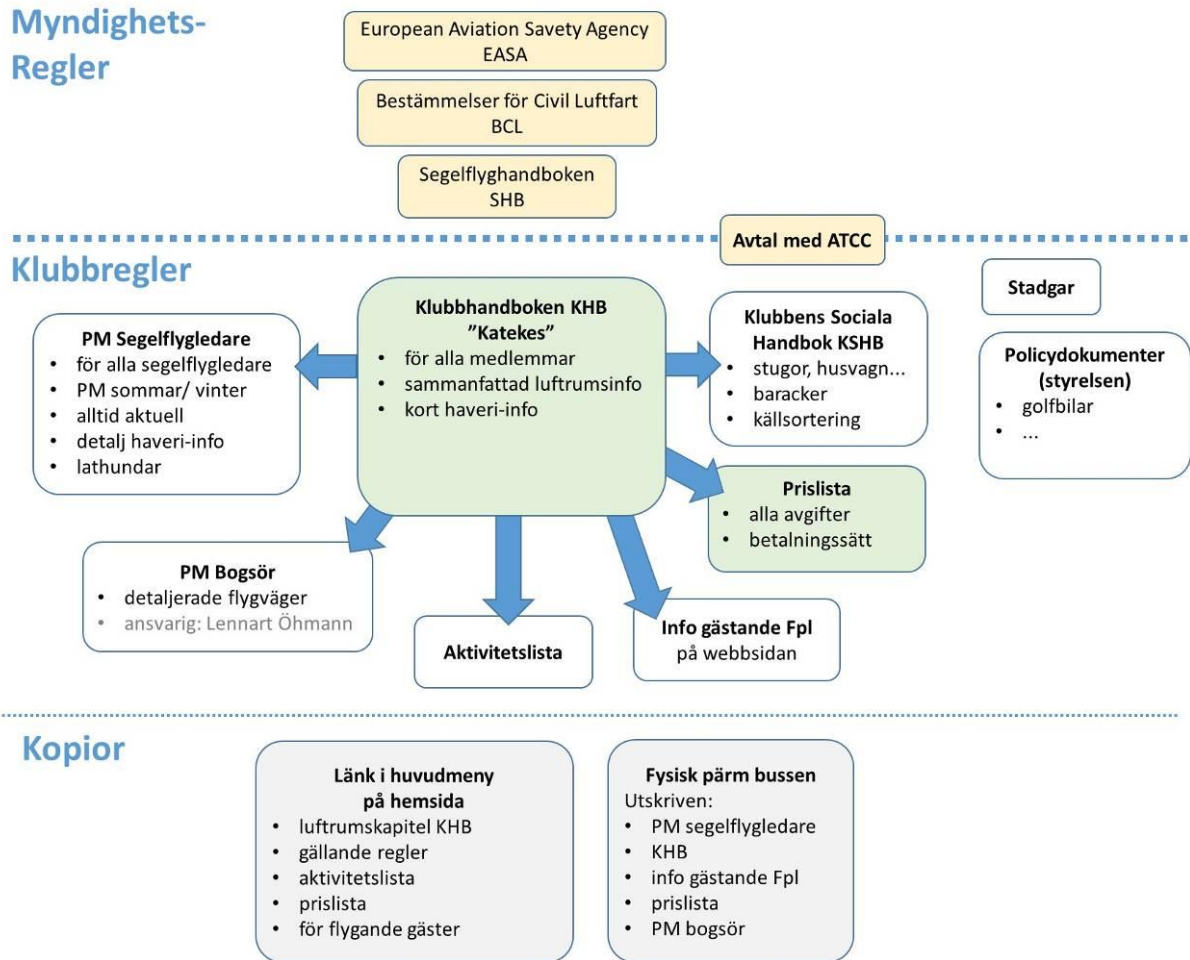 Myndighets-
Regler
European Aviation Savety Agency
EASA
Bestämmelser för Civil Luftfart
BCL
Segelflyghandboken
SHB
Avtal med ATCC
Klubbregler
PM Segelflygledare
• för alla segelflygledare
• PM sommar/ vinter
• alltid aktuell
• detalj haveri-info
• lathundar
Klubbhandboken KHB
”Katekes”
• för alla medlemmar
• sammanfattad luftrumsinfo
• kort haveri-info
Klubbens Sociala
Handbok KSHB
• stugor, husvagn...
• baracker
• källsortering
Stadgar
Policydokumenter
(styrelsen)
• golfbilar
• ...
Prislista
• alla avgifter
• betalningssätt
PM Bogsör
• detaljerade flygväger
• ansvarig: Lennart Öhmann
Aktivitetslista
Info gästande Fpl
på webbsidan
Kopior
Länk i huvudmeny
på hemsida
• luftrumskapitel KHB
• gällande regler
• aktivitetslista
• prislista
• för flygande gäster
Fysisk pärm bussen
Utskriven:
• PM segelflygledare
• KHB
• info gästande Fpl
• prislista
• PM bogsör